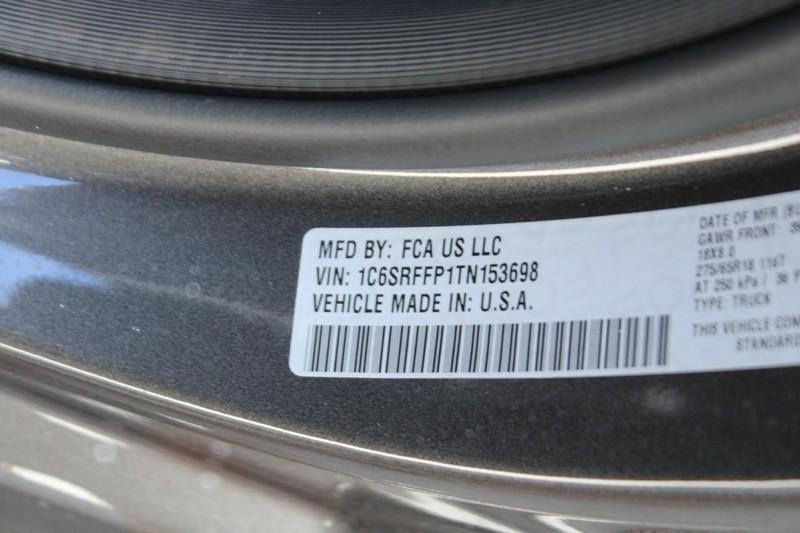 MFD BY: FCA US LLC
VIN: 1C6SRFFP1TN153698
VEHICLE MADE IN: U.S.A.
DATE OF MFR
GAWR FRONT:
18X8.0
275/65R18 116T
AT 250 kPa / 36
TYPE: TRUCK
THIS VEHICLE
STANDARD